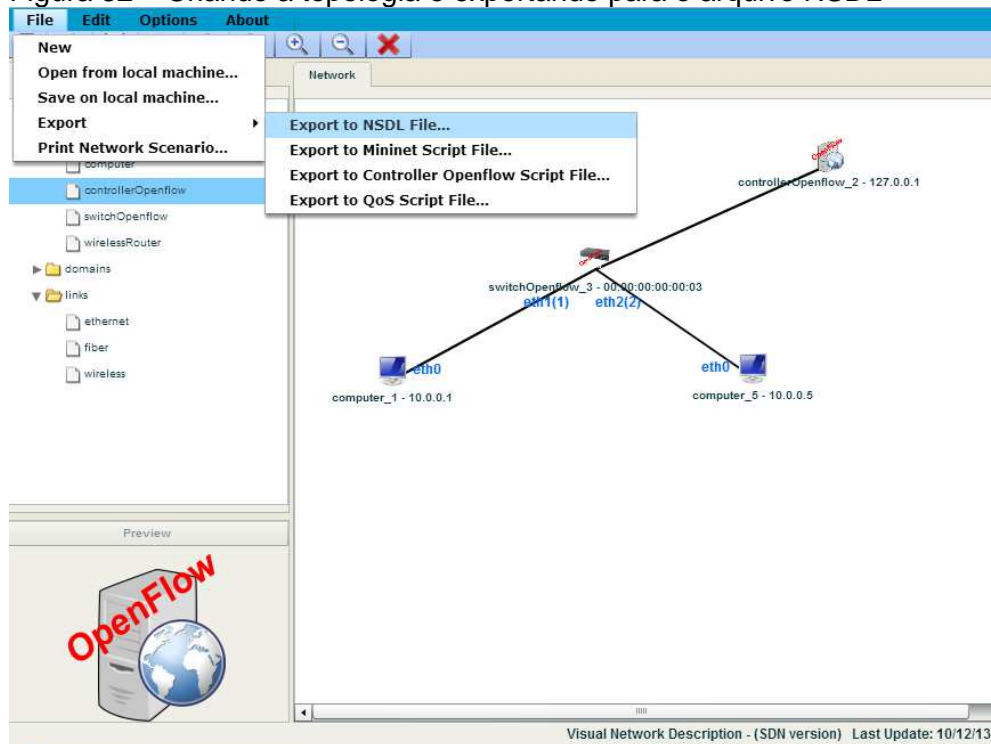 Figura 32 - Criando a topologia e exportando para o arquivo NSDL
File Edit Options About
New
Open from local machine...
Save on local machine...
Export
Print Network Scenario...
Export to NSDL File...
Export to Mininet Script File...
Export to Controller Openflow Script File...
Export to QoS Script File...
Network
computer
controllerOpenflow
switchOpenflow
wirelessRouter
domains
links
ethernet
fiber
wireless
OpenFlow
controllerOpenflow_2 - 127.0.0.1
switchOpenflow_3 - 00:00:00:00:00:03
eth1(1) eth2(2)
eth0
eth0
computer_1 - 10.0.0.1
computer_5 - 10.0.0.5
Preview
OpenFlow
Visual Network Description - (SDN version) Last Update: 10/12/13